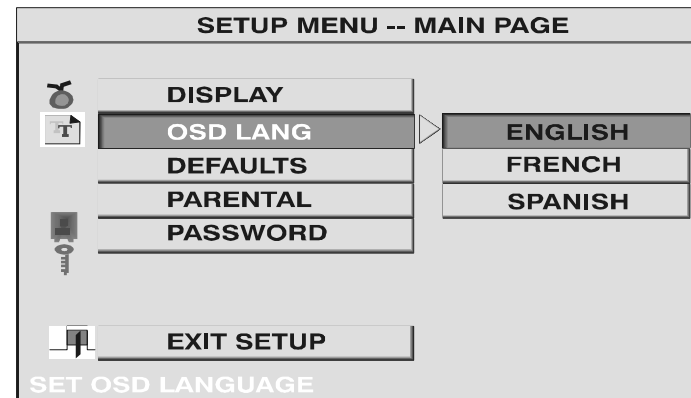 SETUP MENU -- MAIN PAGE
DISPLAY
OSD LANG
ENGLISH
DEFAULTS
FRENCH
PARENTAL
SPANISH
PASSWORD
EXIT SETUP
SET OSD LANGUAGE